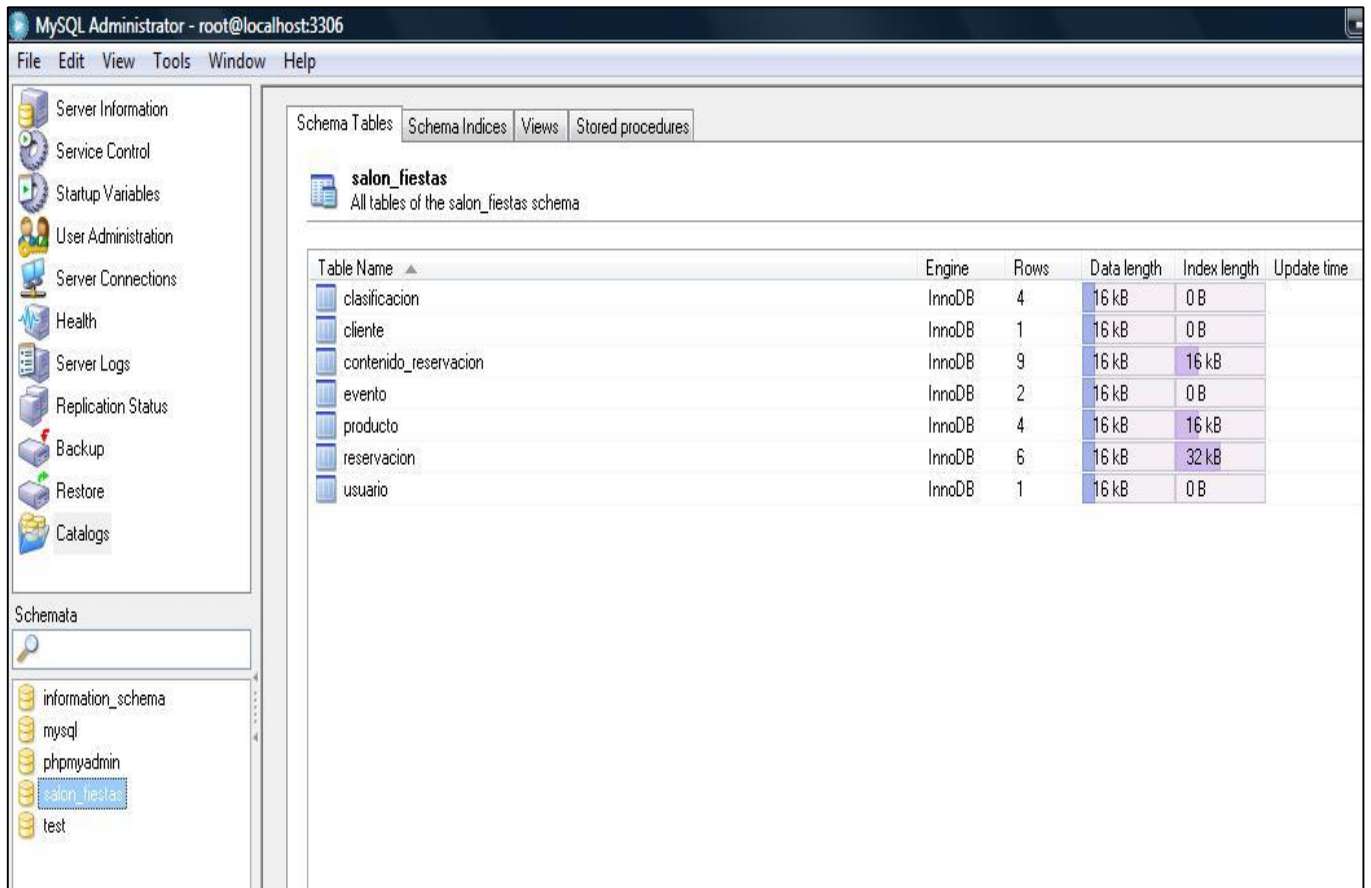 MySQL Administrator - root@localhost:3306
File Edit View Tools Window Help
Server Information
Service Control
Startup Variables
User Administration
Server Connections
Health
Server Logs
Replication Status
Backup
Restore
Catalogs
Schemata
information_schema
mysql
phpmyadmin
salon_fiestas
test
Schema Tables Schema Indices Views Stored procedures
salon_fiestas
All tables of the salon_fiestas schema
Table Name Engine Rows Data length Index length Update time
clasificacion InnoDB 4 16 kB 0 B
cliente InnoDB 1 16 kB 0 B
contenido_reservacion InnoDB 9 16 kB 16 kB
evento InnoDB 2 16 kB 0 B
producto InnoDB 4 16 kB 16 kB
reservacion InnoDB 6 16 kB 32 kB
usuario InnoDB 1 16 kB 0 B